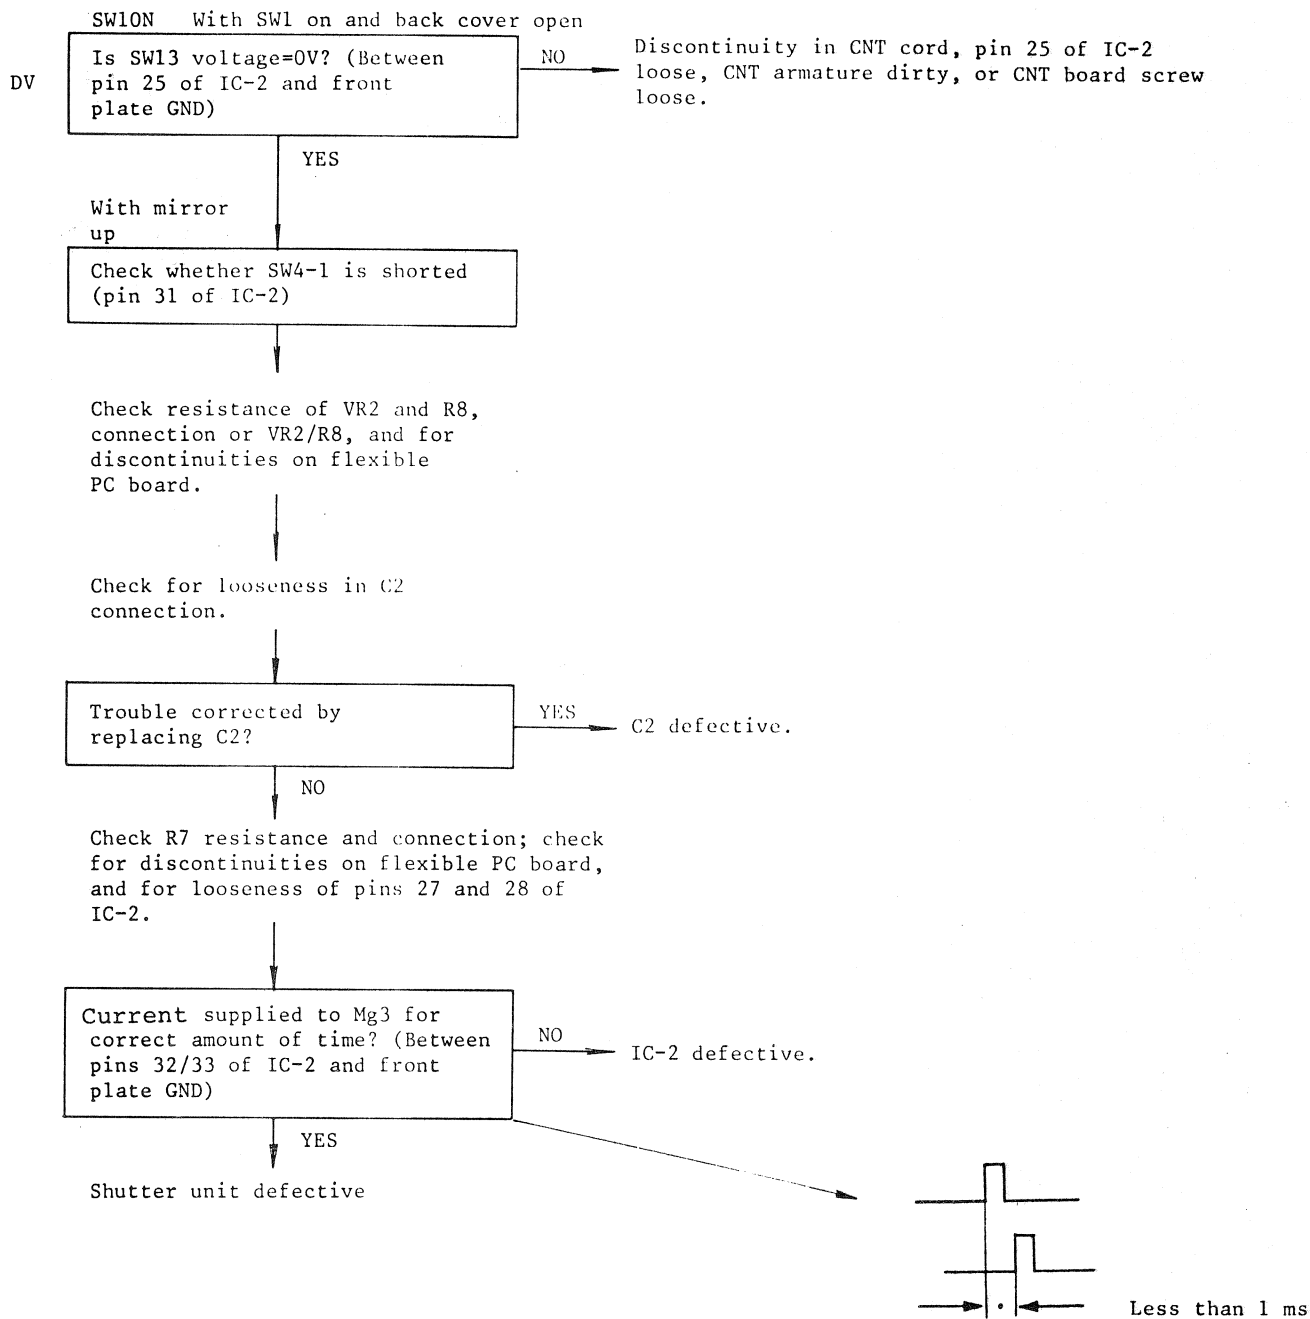 SW1ON With SW1 on and back cover open
Is SW13 voltage=0V? (Between
pin 25 of IC-2 and front
plate GND)
DV
NO
Discontinuity in CNT cord, pin 25 of IC-2
loose, CNT armature dirty, or CNT board screw
loose.
YES
With mirror
up
Check whether SW4-1 is shorted
(pin 31 of IC-2)
Check resistance of VR2 and R8,
connection or VR2/R8, and for
discontinuities on flexible
PC board.
Check for looseness in C2
connection.
Trouble corrected by
replacing C2?
YES
C2 defective.
NO
Check R7 resistance and connection; check
for discontinuities on flexible PC board,
and for looseness of pins 27 and 28 of
IC-2.
Current supplied to Mg3 for
correct amount of time? (Between
pins 32/33 of IC-2 and front
plate GND)
NO
IC-2 defective.
YES
Shutter unit defective
Less than 1 ms